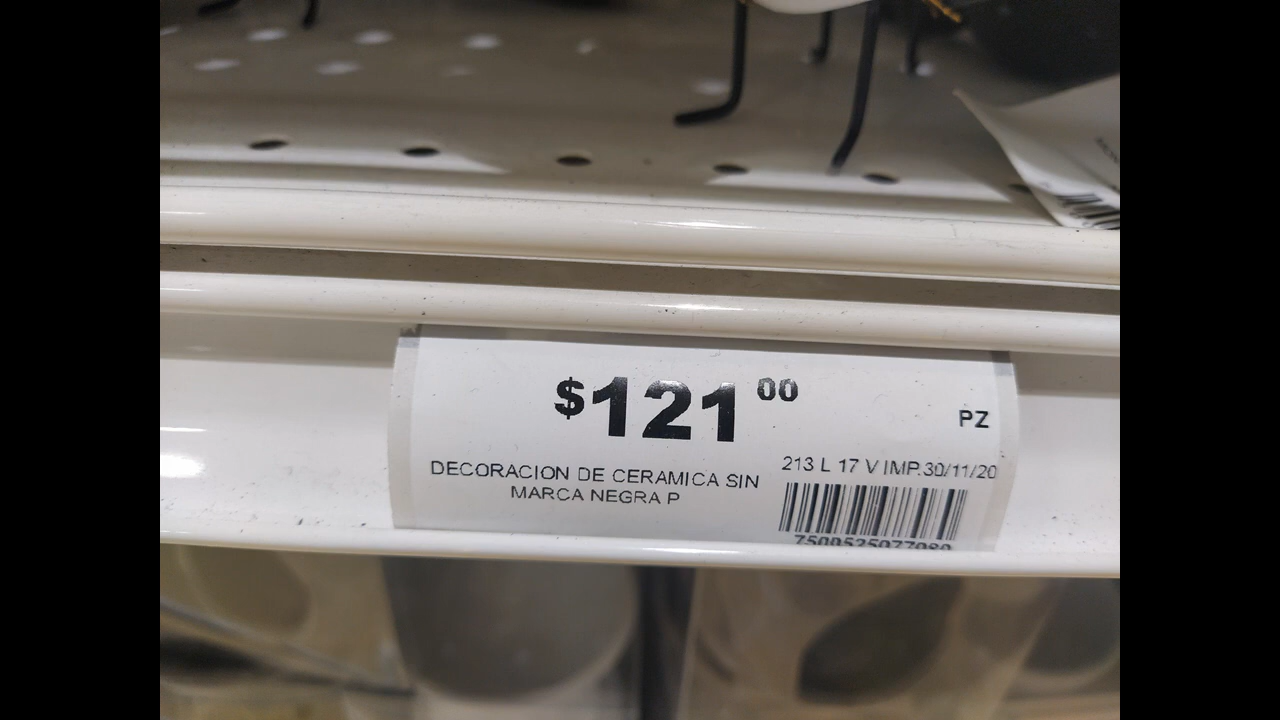 $121 00
PZ
213 L 17 V IMP.30/11/20
DECORACION DE CERAMICA SIN
MARCA NEGRA P